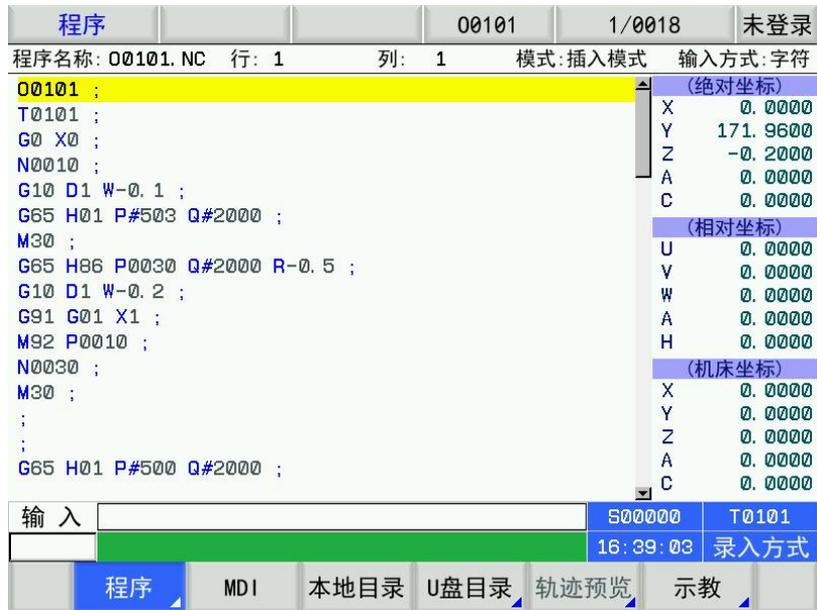 程序 O0101 1/0018 未登录
程序名称: O0101.NC 行: 1 列: 1 模式:插入模式 输入方式:字符
O0101 ;
T0101 ;
G0 X0 ;
N0010 ;
G10 D1 W-0.1 ;
G65 H01 P#503 Q#2000 ;
M30 ;
G65 H86 P0030 Q#2000 R-0.5 ;
G10 D1 W-0.2 ;
G91 G01 X1 ;
M92 P0010 ;
N0030 ;
M30 ;
;
;
G65 H01 P#500 Q#2000 ;
(绝对坐标)
X 0.0000
Y 171.9600
Z -0.2000
A 0.0000
C 0.0000
(相对坐标)
U 0.0000
V 0.0000
W 0.0000
A 0.0000
H 0.0000
(机床坐标)
X 0.0000
Y 0.0000
Z 0.0000
A 0.0000
C 0.0000
输入 S00000 T0101
16:39:03 录入方式
程序 MDI 本地目录 U盘目录 轨迹预览 示教